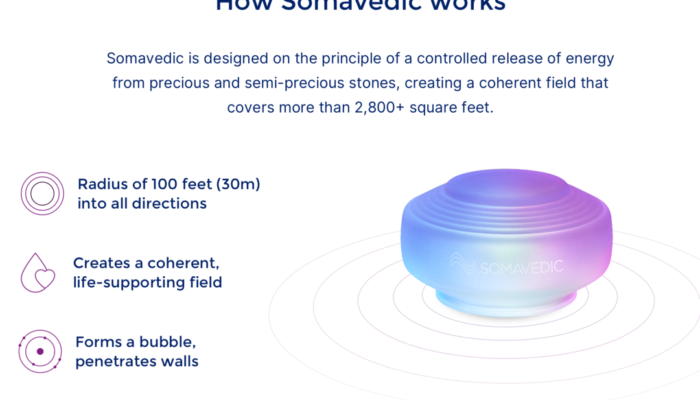 How Somavedic works
Somavedic is designed on the principle of a controlled release of energy
from precious and semi-precious stones, creating a coherent field that
covers more than 2,800+ square feet.
Radius of 100 feet (30m)
into all directions
SOMAVEDIC
Creates a coherent,
life-supporting field
Forms a bubble,
penetrates walls